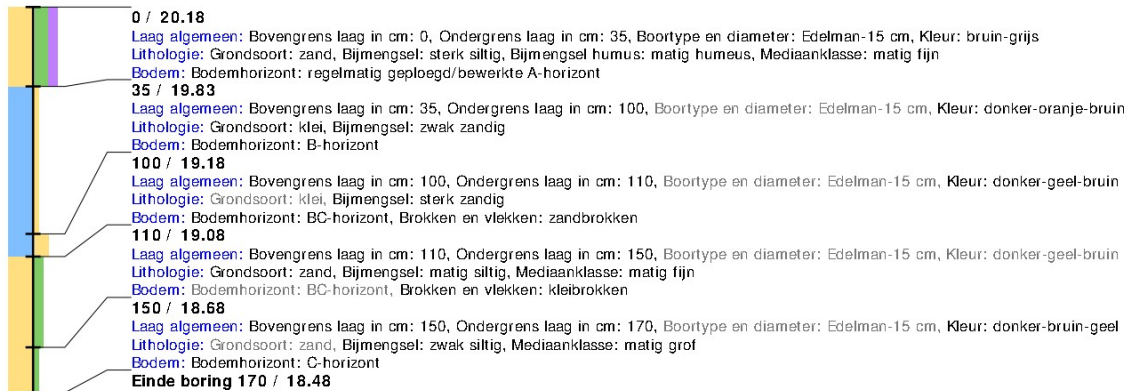 0 / 20.18
Laag algemeen: Bovengrens laag in cm: 0, Ondergrens laag in cm: 35, Boortype en diameter: Edelman-15 cm, Kleur: bruin-grijs
Lithologie: Grondsoort: zand, Bijmengsel: sterk siltig, Bijmengsel humus: matig humeus, Mediaanklasse: matig fijn
Bodem: Bodemhorizont: regelmatig geploegd/bewerkte A-horizont
35 / 19.83
Laag algemeen: Bovengrens laag in cm: 35, Ondergrens laag in cm: 100, Boortype en diameter: Edelman-15 cm, Kleur: donker-oranje-bruin
Lithologie: Grondsoort: klei, Bijmengsel: zwak zandig
Bodem: Bodemhorizont: B-horizont
100 / 19.18
Laag algemeen: Bovengrens laag in cm: 100, Ondergrens laag in cm: 110, Boortype en diameter: Edelman-15 cm, Kleur: donker-geel-bruin
Lithologie: Grondsoort: klei, Bijmengsel: sterk zandig
Bodem: Bodemhorizont: BC-horizont, Brokken en vlekken: zandbrokken
110 / 19.08
Laag algemeen: Bovengrens laag in cm: 110, Ondergrens laag in cm: 150, Boortype en diameter: Edelman-15 cm, Kleur: donker-geel-bruin
Lithologie: Grondsoort: zand, Bijmengsel: matig siltig, Mediaanklasse: matig fijn
Bodem: Bodemhorizont: BC-horizont, Brokken en vlekken: kleibrokken
150 / 18.68
Laag algemeen: Bovengrens laag in cm: 150, Ondergrens laag in cm: 170, Boortype en diameter: Edelman-15 cm, Kleur: donker-bruin-geel
Lithologie: Grondsoort: zand, Bijmengsel: zwak siltig, Mediaanklasse: matig grof
Bodem: Bodemhorizont: C-horizont
Einde boring 170 / 18.48